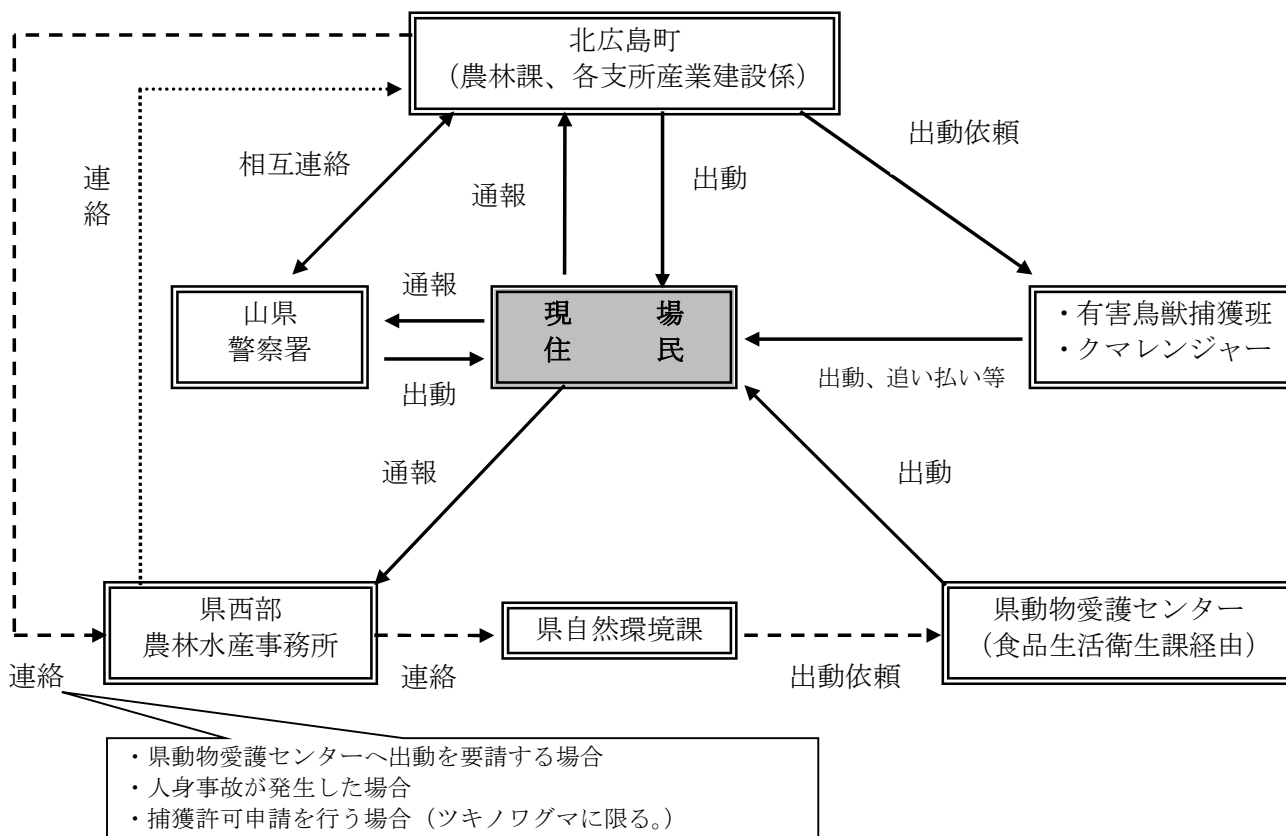 北広島町
（農林課、各支所産業建設係）
出動依頼
相互連絡
連
絡
通報
出動
通報
山県
警察署
現　　場
住　　民
・有害鳥獣捕獲班
・クマレンジャー
出動
出動、追い払い等
通報
出動
県西部
農林水産事務所
県自然環境課
県動物愛護センター
（食品生活衛生課経由）
連絡
連絡
出動依頼
・県動物愛護センターへ出動を要請する場合
・人身事故が発生した場合
・捕獲許可申請を行う場合（ツキノワグマに限る。）